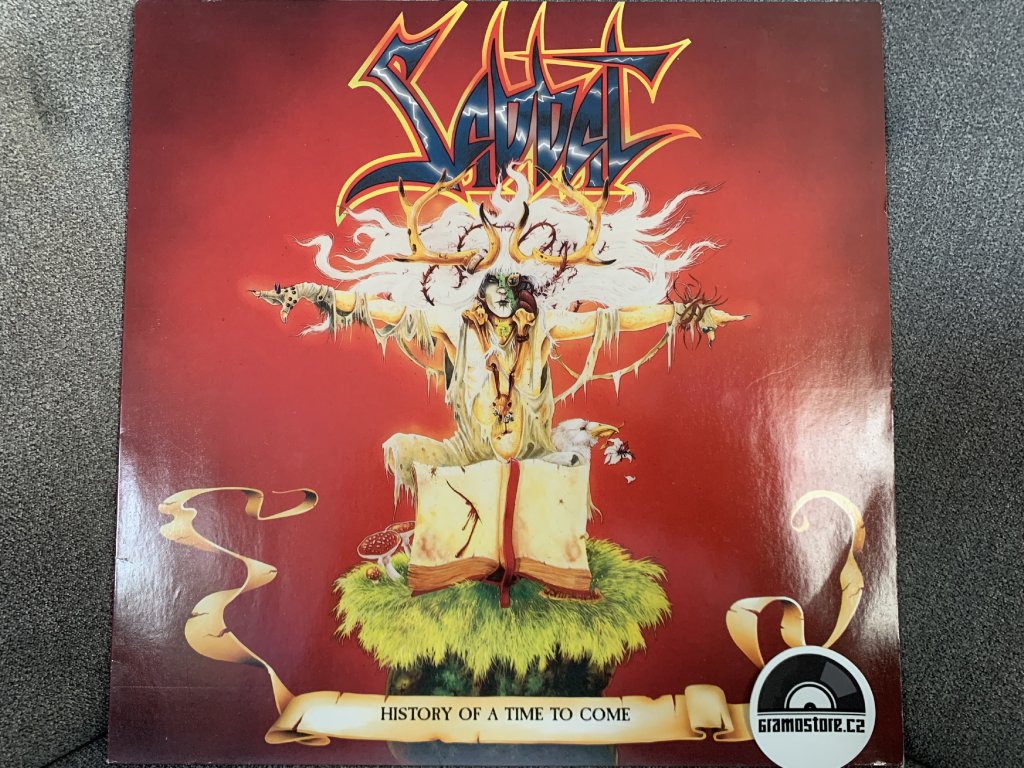 Sabbat
HISTORY OF A TIME TO COME
Gramostore.cz